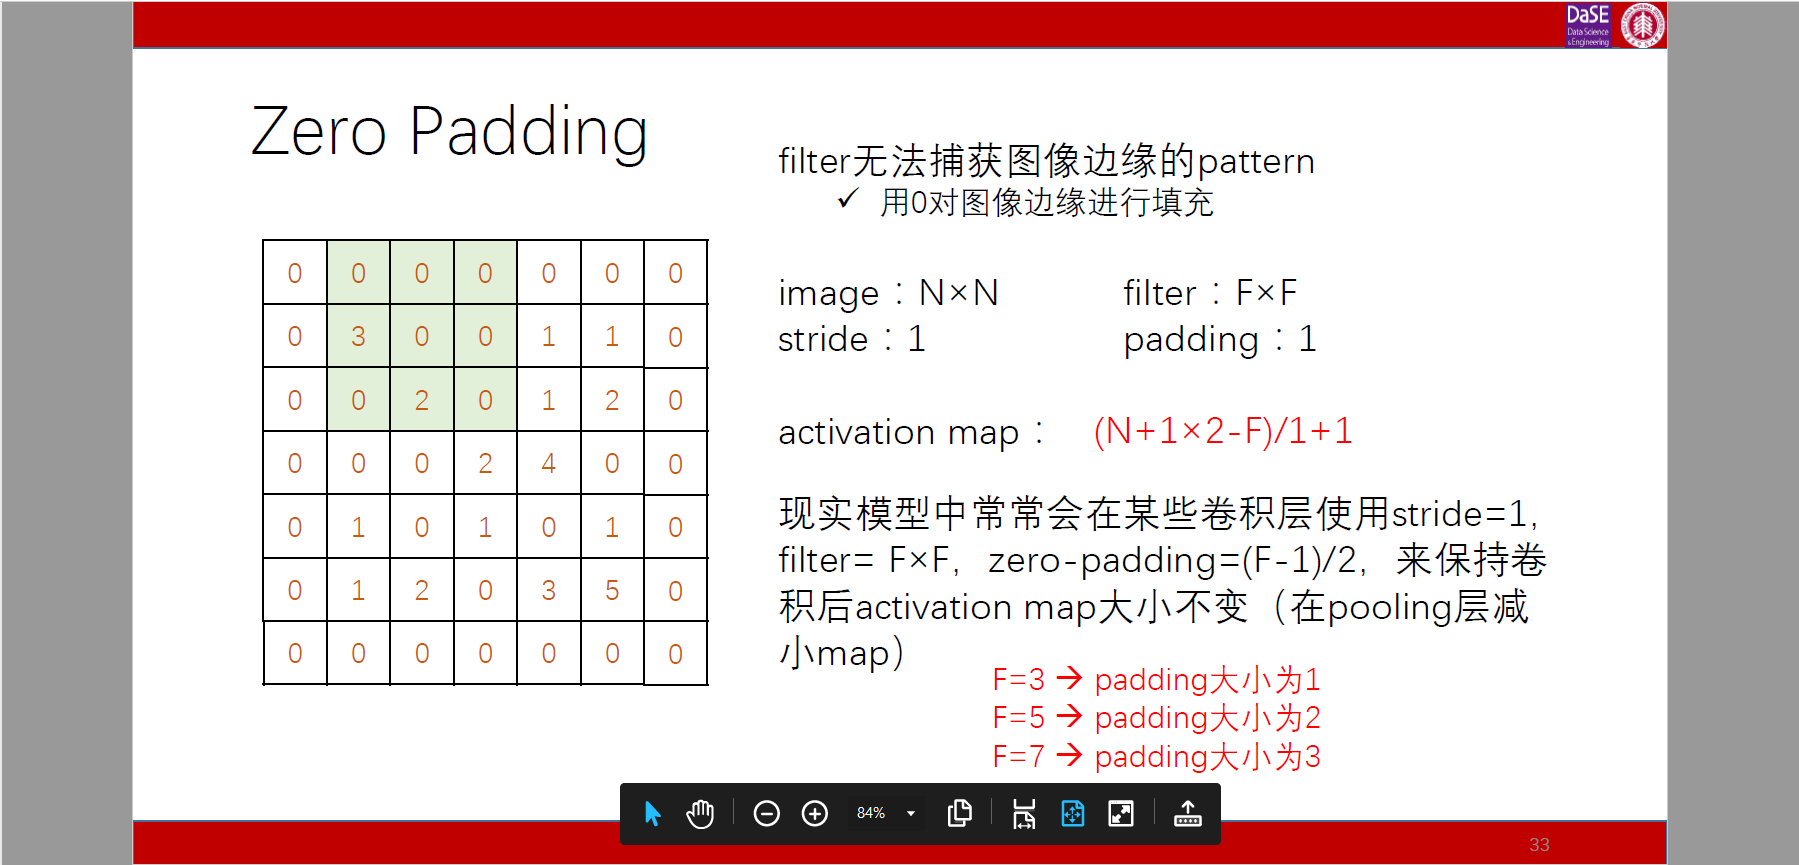 DaSE
Data Science
& Engineering
Zero Padding
filter无法捕获图像边缘的pattern
✓ 用0对图像边缘进行填充
image：N×N filter：F×F
stride：1 padding：1
activation map： (N+1×2-F)/1+1
现实模型中常常会在某些卷积层使用stride=1,
filter= F×F，zero-padding=(F-1)/2，来保持卷
积后activation map大小不变（在pooling层减
小map）
F=3 → padding大小为1
F=5 → padding大小为2
F=7 → padding大小为3
0 0 0 0 0 0 0
0 3 0 0 1 1 0
0 0 2 0 1 2 0
0 0 0 2 4 0 0
0 1 0 1 0 1 0
0 1 2 0 3 5 0
0 0 0 0 0 0 0
84%
33